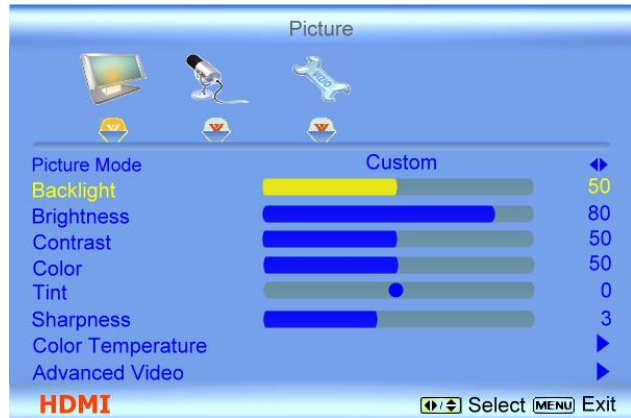 Picture
VIZIO
Picture Mode Custom
Backlight 50
Brightness 80
Contrast 50
Color 50
Tint 0
Sharpness 3
Color Temperature
Advanced Video
HDMI Select MENU Exit